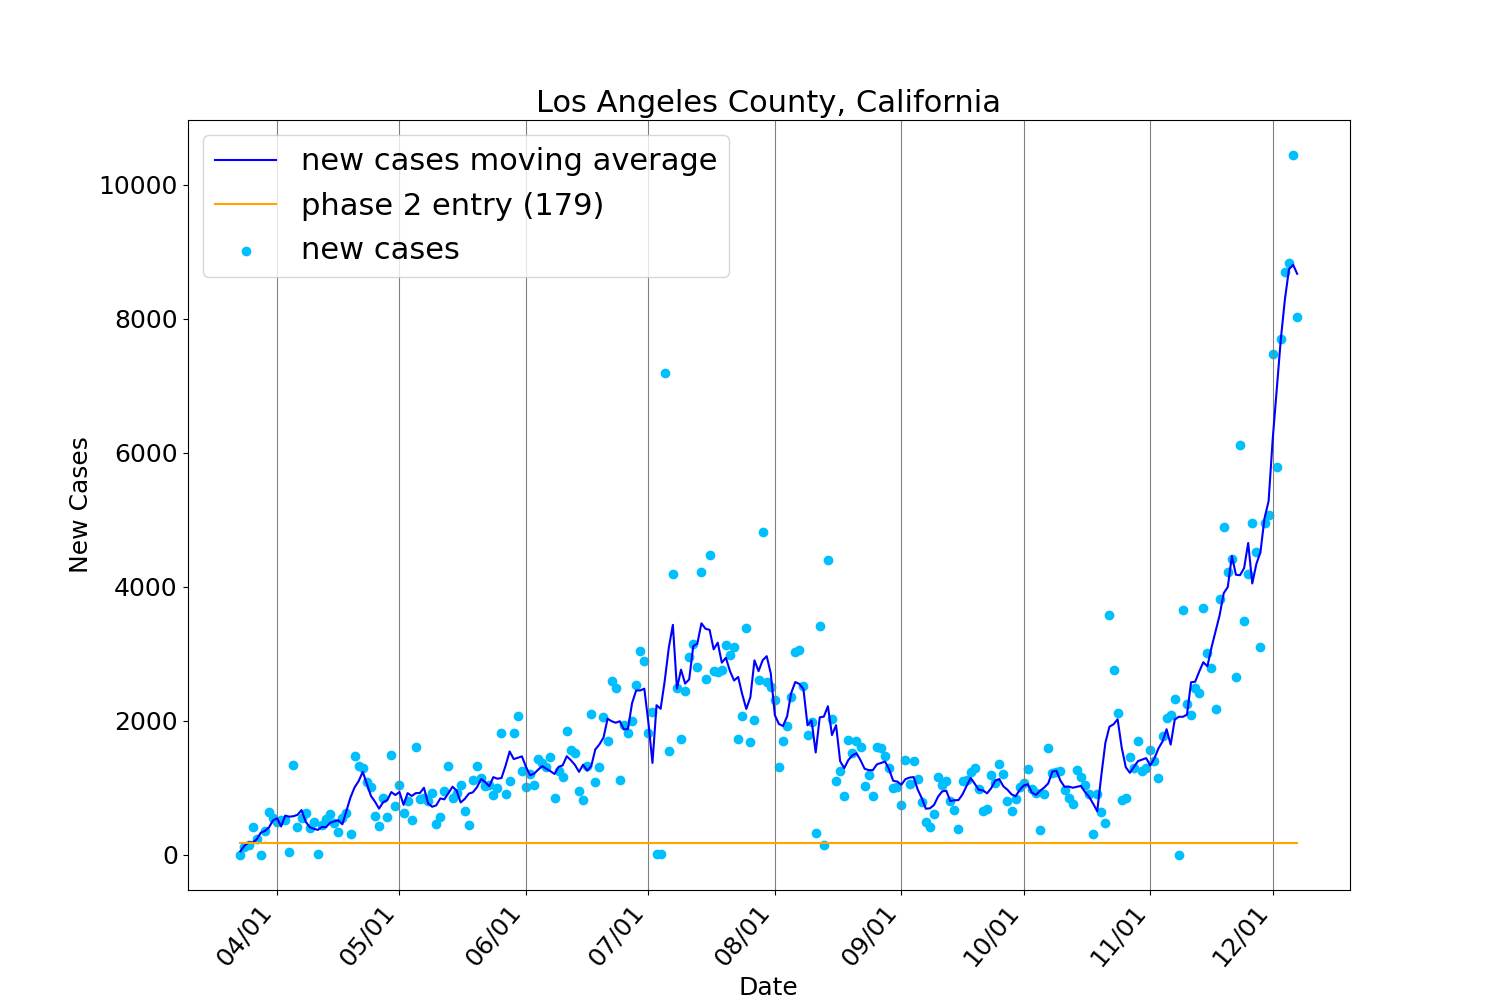 Los Angeles County, California
new cases moving average
phase 2 entry (179)
new cases
10000
8000
6000
4000
2000
0
New Cases
04/01
05/01
06/01
07/01
08/01
09/01
10/01
11/01
12/01
Date